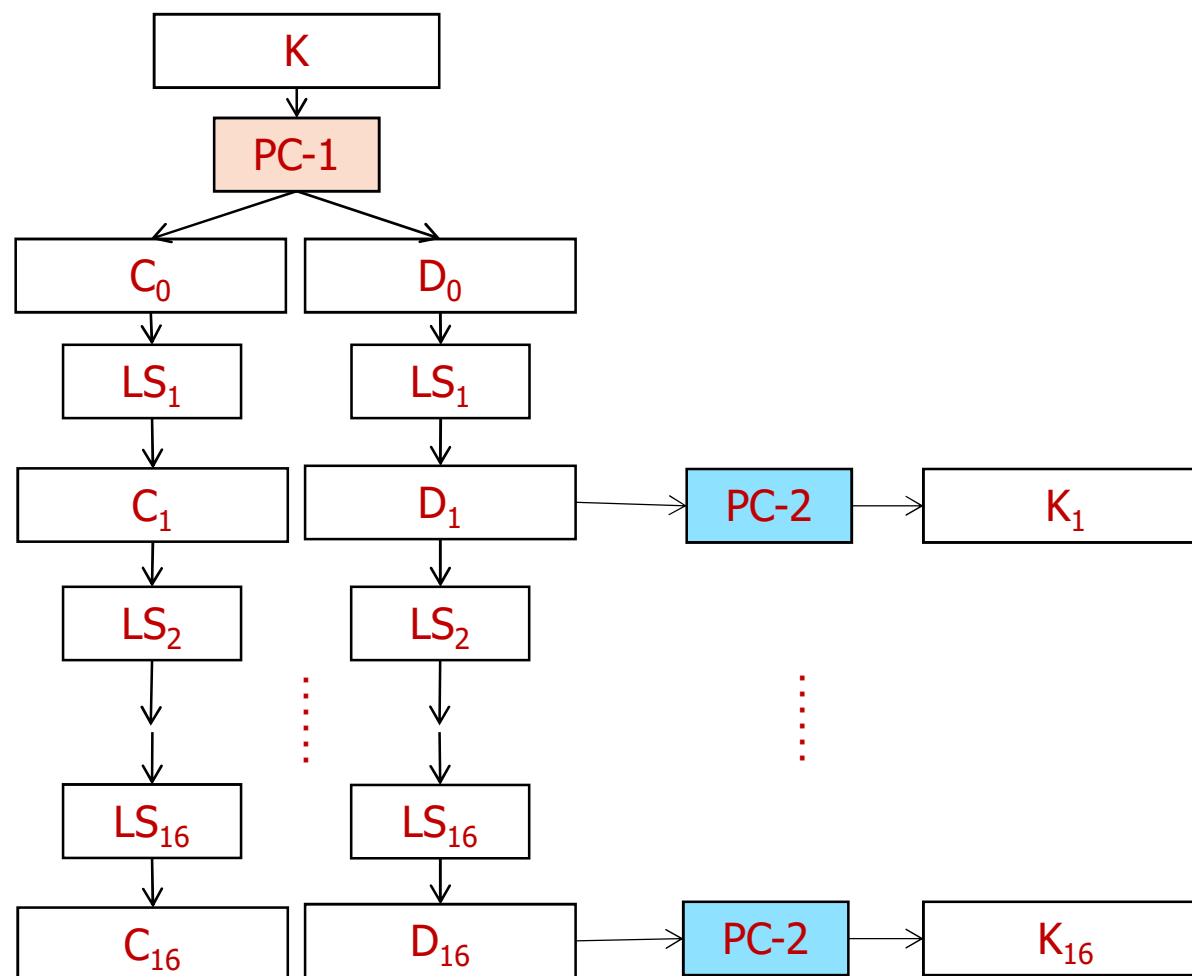 K
PC-1
C₀ D₀
LS₁ LS₁
C₁ D₁ PC-2 K₁
LS₂ LS₂
LS₁₆ LS₁₆
C₁₆ D₁₆ PC-2 K₁₆